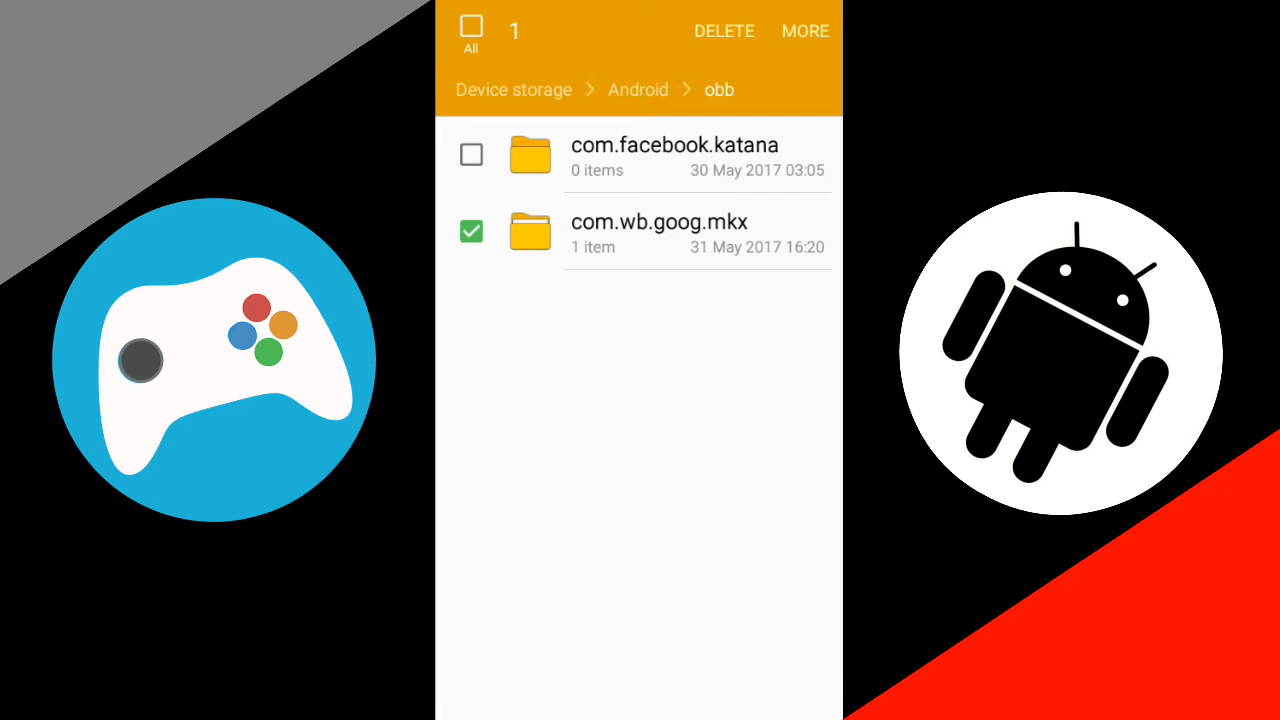 1 DELETE MORE
All
Device storage > Android > obb
com.facebook.katana
0 items 30 May 2017 03:05
com.wb.goog.mkx
1 item 31 May 2017 16:20